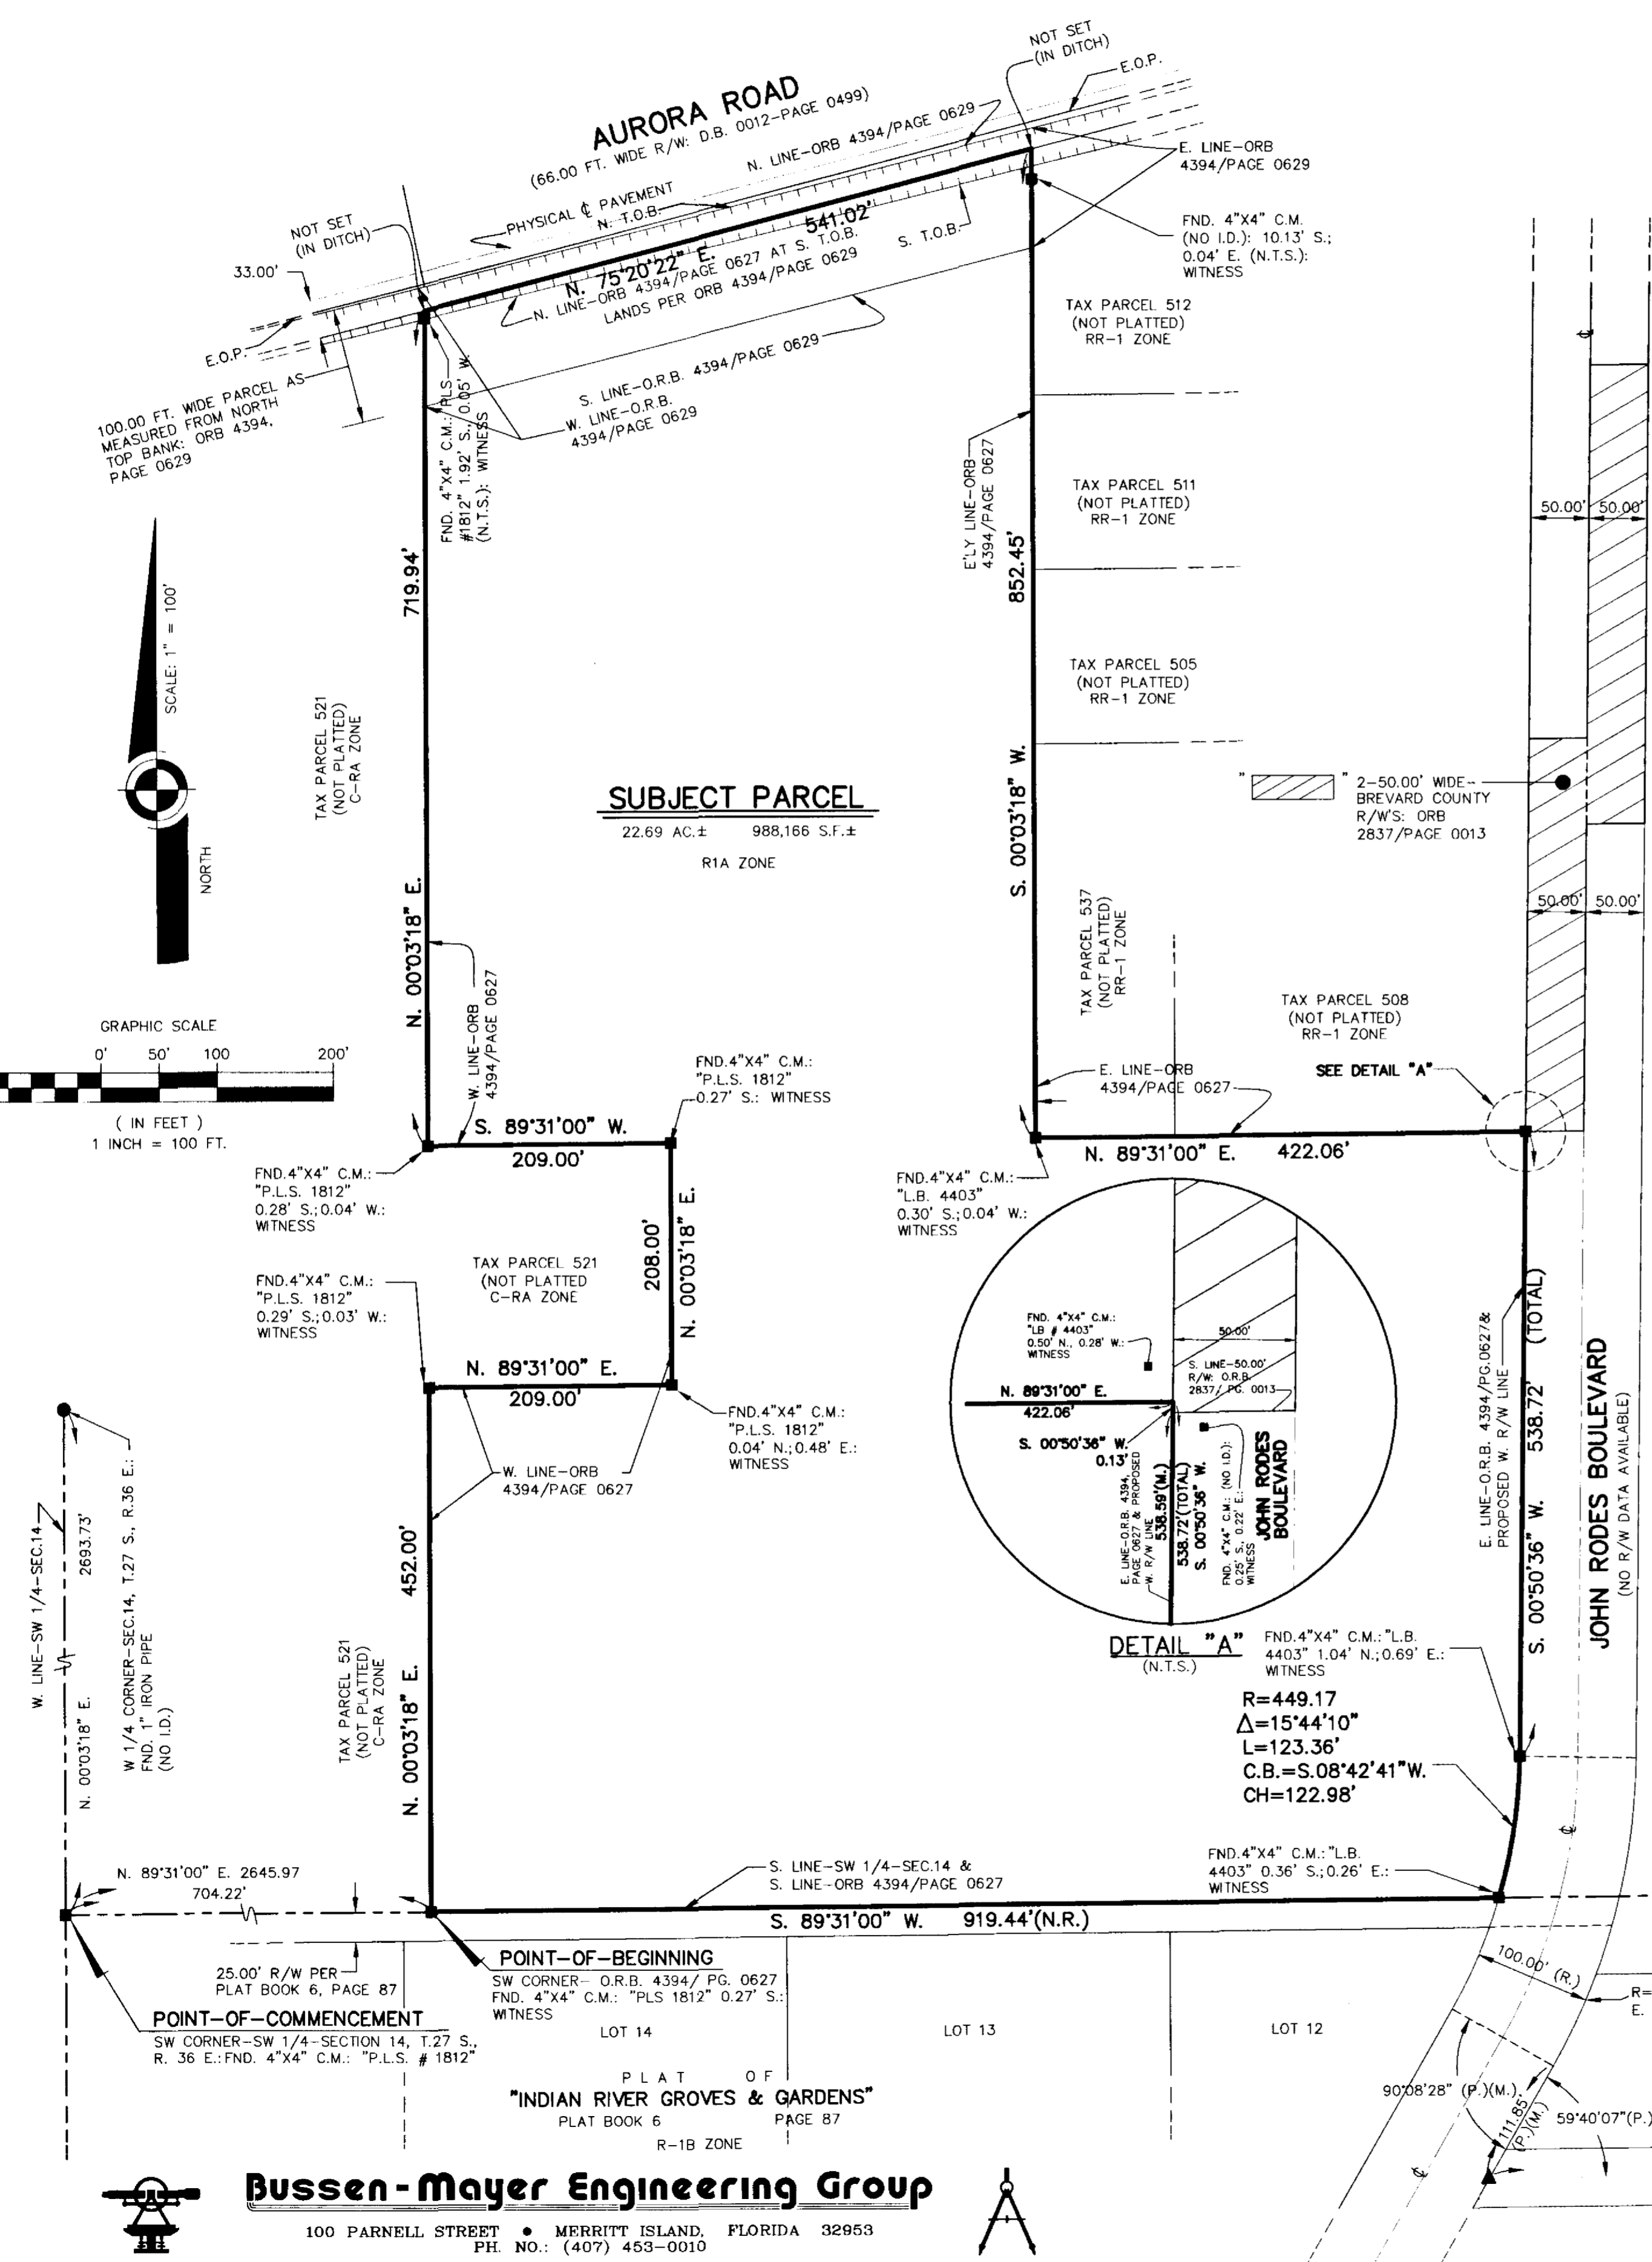 NOT SET
(IN DITCH)
E.O.P.
AURORA ROAD
(66.00 FT. WIDE R/W: D.B. 0012-PAGE 0499)
N. LINE-ORB 4394/PAGE 0629
E. LINE-ORB
4394/PAGE 0629
PHYSICAL ℄ PAVEMENT
N. T.O.B.
NOT SET
(IN DITCH)
33.00'
541.02'
N. 75°20'22" E.
N. LINE-ORB 4394/PAGE 0627 AT S. T.O.B.
LANDS PER ORB 4394/PAGE 0629
S. T.O.B.
FND. 4"X4" C.M.
(NO I.D.): 10.13' S.;
0.04' E. (N.T.S.):
WITNESS
E.O.P.
100.00 FT. WIDE PARCEL AS
MEASURED FROM NORTH
TOP BANK: ORB 4394,
PAGE 0629
S. LINE-O.R.B. 4394/PAGE 0629
W. LINE-O.R.B.
4394/PAGE 0629
FND. 4"X4" C.M.: PLS
#1812" 1.92' S., 0.05' W.
(N.T.S.): WITNESS
TAX PARCEL 512
(NOT PLATTED)
RR-1 ZONE
℄
E'LY LINE-ORB
4394/PAGE 0627
TAX PARCEL 511
(NOT PLATTED)
RR-1 ZONE
50.00'
50.00'
719.94'
852.45'
SCALE: 1" = 100'
NORTH
TAX PARCEL 521
(NOT PLATTED)
C-RA ZONE
TAX PARCEL 505
(NOT PLATTED)
RR-1 ZONE
SUBJECT PARCEL
22.69 AC.± 988,166 S.F.±
R1A ZONE
S. 00°03'18" W.
" " 2-50.00' WIDE
BREVARD COUNTY
R/W'S: ORB
2837/PAGE 0013
N. 00°03'18" E.
W. LINE-ORB
4394/PAGE 0627
TAX PARCEL 537
(NOT PLATTED)
RR-1 ZONE
50.00'
50.00'
TAX PARCEL 508
(NOT PLATTED)
RR-1 ZONE
GRAPHIC SCALE
0' 50' 100 200'
( IN FEET )
1 INCH = 100 FT.
FND.4"X4" C.M.:
"P.L.S. 1812"
0.27' S.: WITNESS
E. LINE-ORB
4394/PAGE 0627
SEE DETAIL "A"
S. 89°31'00" W.
209.00'
N. 89°31'00" E. 422.06'
FND.4"X4" C.M.:
"P.L.S. 1812"
0.28' S.;0.04' W.:
WITNESS
FND.4"X4" C.M.:
"L.B. 4403"
0.30' S.;0.04' W.:
WITNESS
208.00'
N. 00°03'18" E.
TAX PARCEL 521
(NOT PLATTED
C-RA ZONE
FND.4"X4" C.M.:
"P.L.S. 1812"
0.29' S.;0.03' W.:
WITNESS
N. 89°31'00" E.
209.00'
FND.4"X4" C.M.:
"P.L.S. 1812"
0.04' N.;0.48' E.:
WITNESS
W. LINE-ORB
4394/PAGE 0627
FND. 4"X4" C.M.:
"LB # 4403"
0.50' N., 0.28' W.:
WITNESS
50.00'
S. LINE-50.00'
R/W: O.R.B.
2837/ PG. 0013
N. 89°31'00" E.
422.06'
S. 00°50'36" W.
0.13'
E. LINE-O.R.B. 4394,
PAGE 0627 & PROPOSED
W. R/W LINE
538.59'(M.)
538.72'(TOTAL)
S. 00°50'36" W.
FND. 4"X4" C.M.: (NO I.D.):
0.25' S., 0.22' E.:
WITNESS
JOHN RODES
BOULEVARD
DETAIL "A"
(N.T.S.)
E. LINE-O.R.B. 4394/PG.0627&
PROPOSED W. R/W LINE
S. 00°50'36" W. 538.72' (TOTAL)
JOHN RODES BOULEVARD
(NO R/W DATA AVAILABLE)
W. LINE-SW 1/4-SEC.14
N. 00°03'18" E. 2693.73'
W 1/4 CORNER-SEC.14, T.27 S., R.36 E.:
FND. 1" IRON PIPE
(NO I.D.)
452.00'
N. 00°03'18" E.
TAX PARCEL 521
(NOT PLATTED)
C-RA ZONE
FND.4"X4" C.M.:"L.B.
4403" 1.04' N.;0.69' E.:
WITNESS
R=449.17
Δ=15°44'10"
L=123.36'
C.B.=S.08°42'41"W.
CH=122.98'
℄
FND.4"X4" C.M.:"L.B.
4403" 0.36' S.;0.26' E.:
WITNESS
N. 89°31'00" E. 2645.97
704.22'
S. LINE-SW 1/4-SEC.14 &
S. LINE-ORB 4394/PAGE 0627
S. 89°31'00" W. 919.44'(N.R.)
25.00' R/W PER
PLAT BOOK 6, PAGE 87
POINT-OF-BEGINNING
SW CORNER- O.R.B. 4394/ PG. 0627
FND. 4"X4" C.M.: "PLS 1812" 0.27' S.:
WITNESS
POINT-OF-COMMENCEMENT
SW CORNER-SW 1/4-SECTION 14, T.27 S.,
R. 36 E.:FND. 4"X4" C.M.: "P.L.S. # 1812"
LOT 14
LOT 13
LOT 12
100.00' (R.)
R=
E.
PLAT OF
"INDIAN RIVER GROVES & GARDENS"
PLAT BOOK 6 PAGE 87
R-1B ZONE
90°08'28" (P.)(M.)
111.85'
(P.)(M.)
59°40'07"(P.)
℄
Bussen-Mayer Engineering Group
100 PARNELL STREET ● MERRITT ISLAND, FLORIDA 32953
PH. NO.: (407) 453-0010